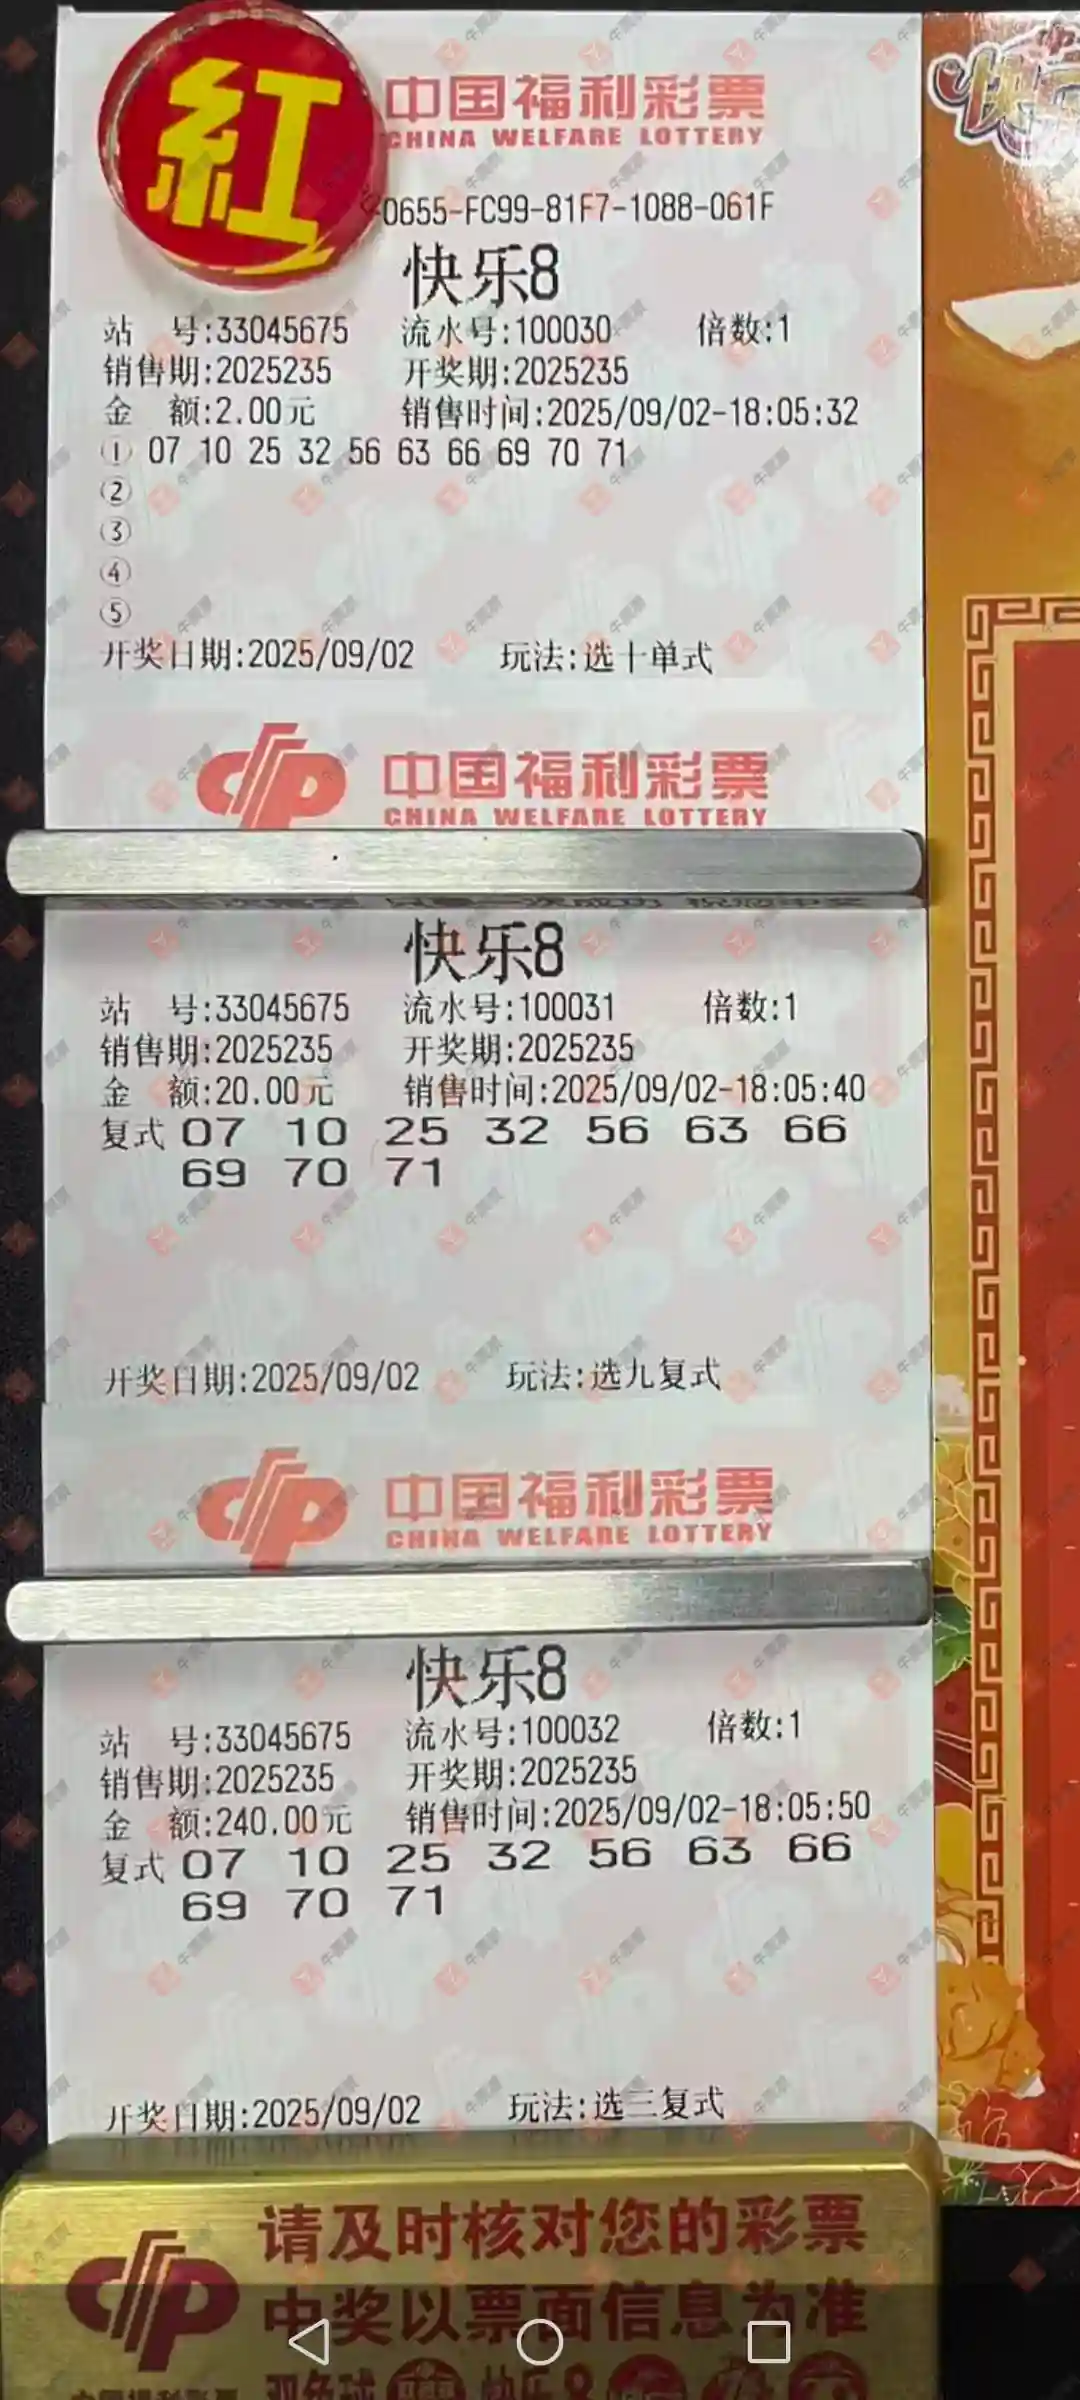 紅
中国福利彩票
CHINA WELFARE LOTTERY
-0655-FC99-81F7-1088-061F
快乐8
站 号:33045675 流水号:100030 倍数:1
销售期:2025235 开奖期:2025235
金 额:2.00元 销售时间:2025/09/02-18:05:32
① 07 10 25 32 56 63 66 69 70 71
②
③
④
⑤
开奖日期:2025/09/02 玩法:选十单式
中国福利彩票
CHINA WELFARE LOTTERY
快乐8
站 号:33045675 流水号:100031 倍数:1
销售期:2025235 开奖期:2025235
金 额:20.00元 销售时间:2025/09/02-18:05:40
复式 07 10 25 32 56 63 66
69 70 71
开奖日期:2025/09/02 玩法:选九复式
中国福利彩票
CHINA WELFARE LOTTERY
快乐8
站 号:33045675 流水号:100032 倍数:1
销售期:2025235 开奖期:2025235
金 额:240.00元 销售时间:2025/09/02-18:05:50
复式 07 10 25 32 56 63 66
69 70 71
开奖日期:2025/09/02 玩法:选三复式
请及时核对您的彩票
中奖以票面信息为准
双色球 快乐8